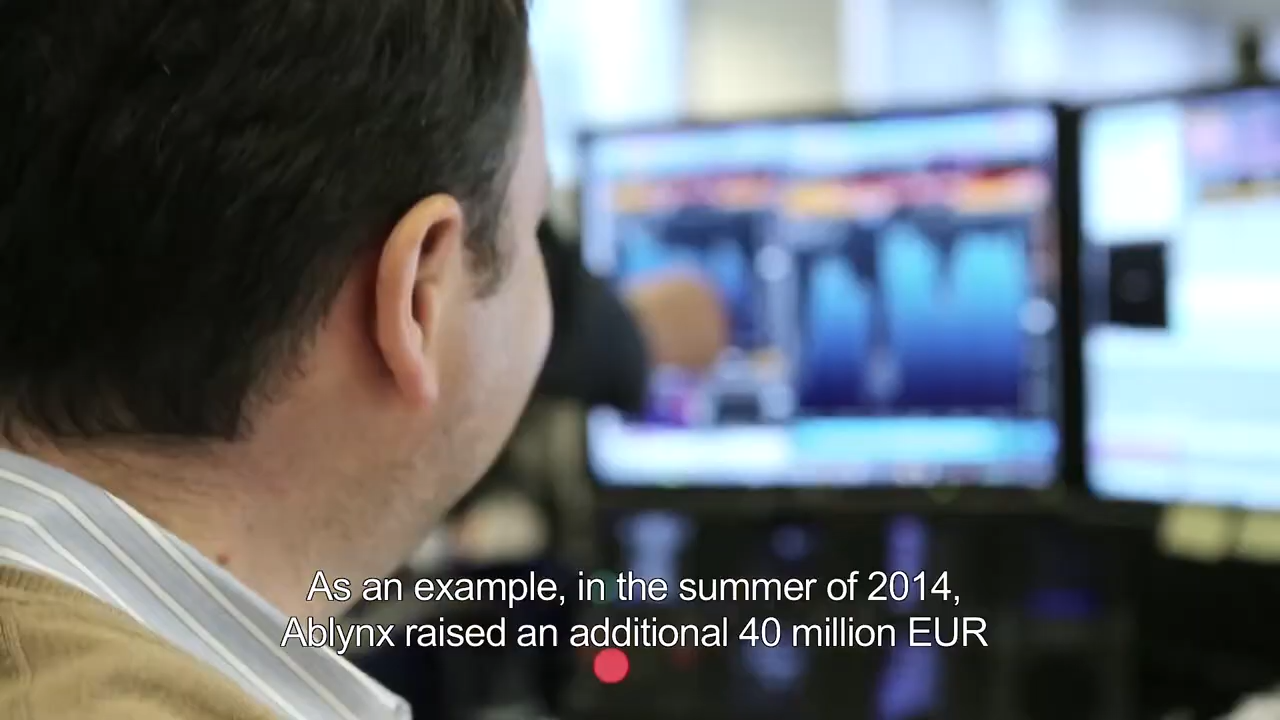 As an example, in the summer of 2014,
Ablynx raised an additional 40 million EUR